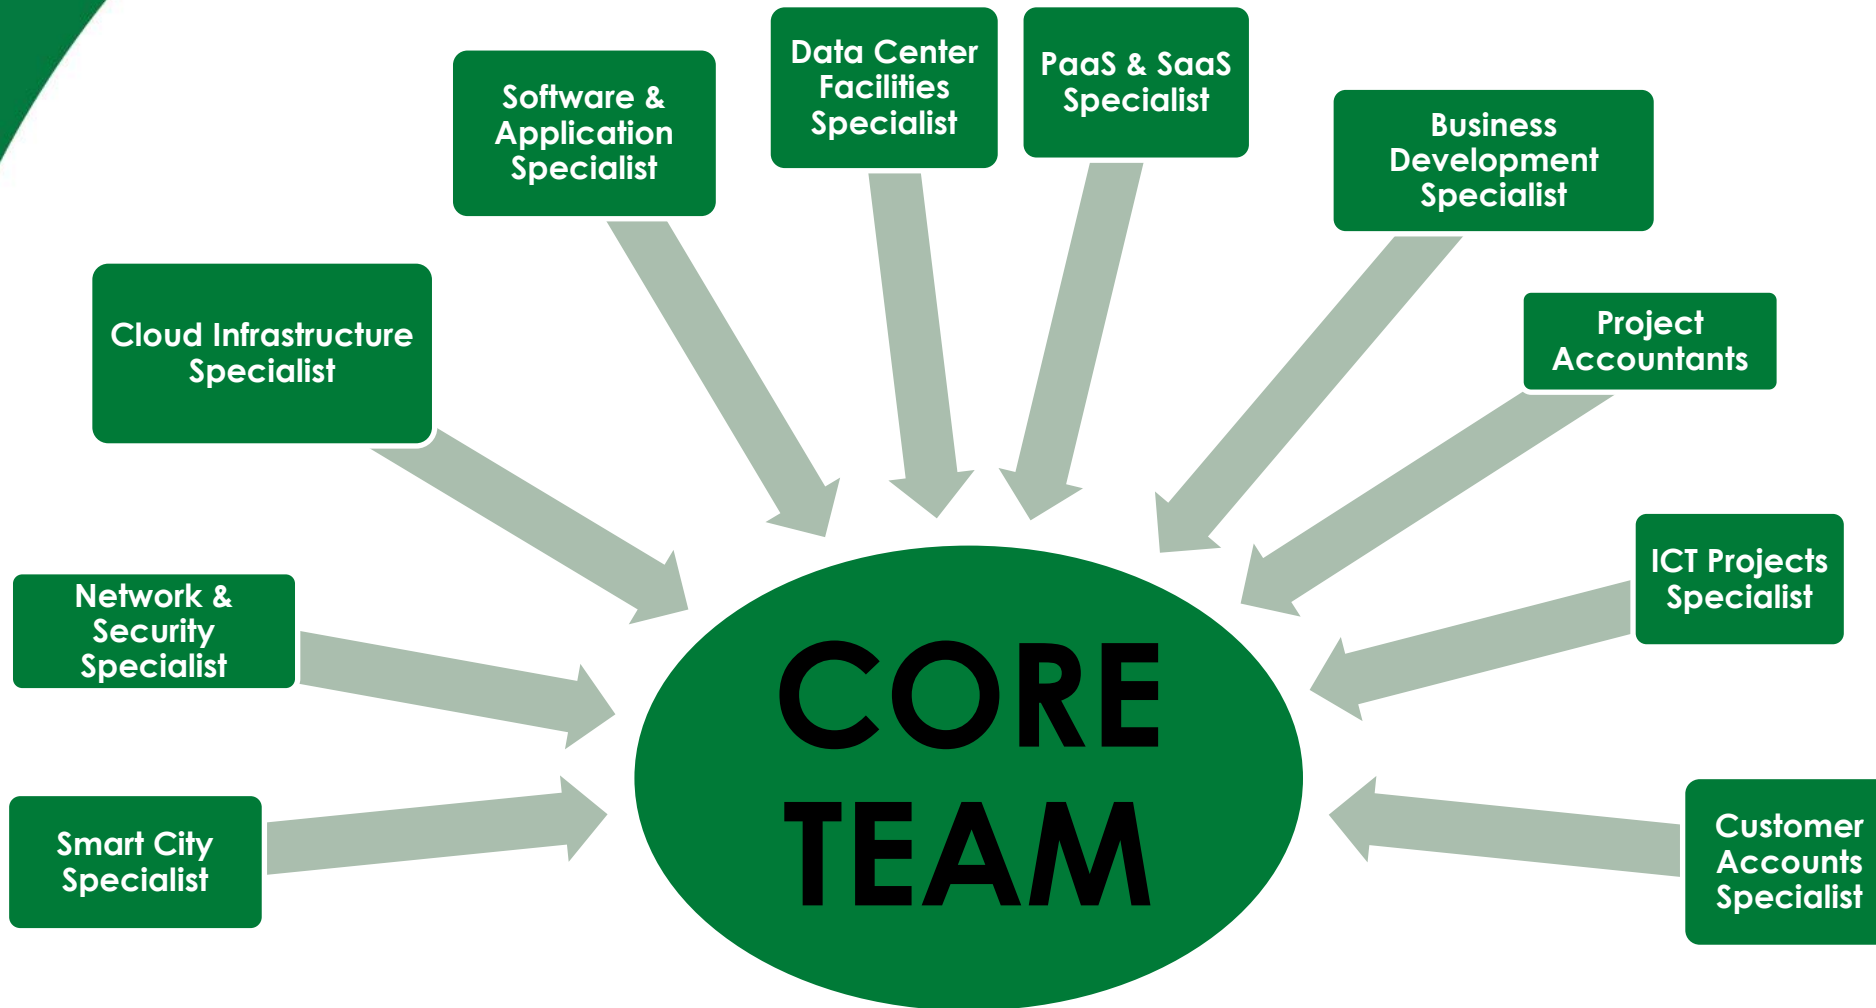 Data Center
Facilities
Specialist
PaaS & SaaS
Specialist
Software &
Application
Specialist
Business
Development
Specialist
Cloud Infrastructure
Specialist
Project
Accountants
Network &
Security
Specialist
ICT Projects
Specialist
Smart City
Specialist
Customer
Accounts
Specialist
CORE
TEAM